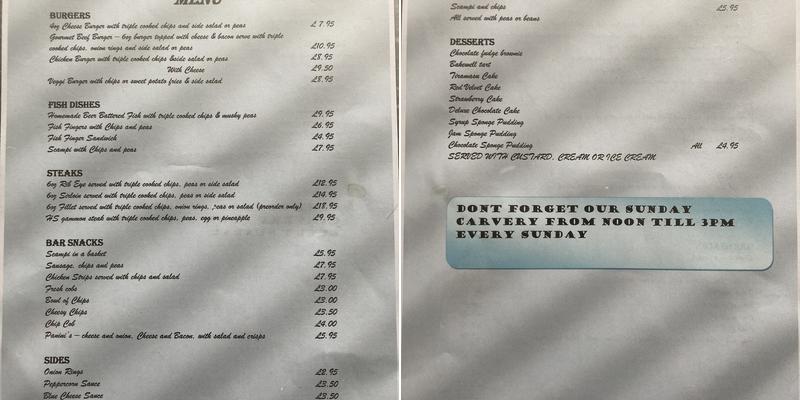 MENU
BURGERS
4oz Cheese Burger with triple cooked chips and side salad or peas £ 7.95
Gourmet Beef Burger – 6oz burger topped with cheese & bacon serve with triple
cooked chips, onion rings and side salad or peas £10.95
Chicken Burger with triple cooked chips &side salad or peas £8.95
With Cheese £9.50
Veggi Burger with chips or sweet potato fries & side salad £8.95
FISH DISHES
Homemade Beer Battered Fish with triple cooked chips & mushy peas £9.95
Fish Fingers with Chips and peas £6.95
Fish Finger Sandwich £4.95
Scampi with Chips and peas £7.95
STEAKS
6oz Rib Eye served with triple cooked chips, peas or side salad £12.95
6oz Sirloin served with triple cooked chips, peas or side salad £14.95
6oz Fillet served with triple cooked chips, onion rings, peas or salad (preorder only) £18.95
HS gammon steak with triple cooked chips, peas, egg or pineapple £9.95
BAR SNACKS
Scampi in a basket £5.95
Sausage, chips and peas £7.95
Chicken Strips served with chips and salad £7.95
Fresh cobs £3.00
Bowl of Chips £3.00
Cheesy Chips £3.50
Chip Cob £4.00
Panini's – cheese and onion, Cheese and Bacon, with salad and crisps £5.95
SIDES
Onion Rings £2.95
Peppercorn Sauce £3.50
Blue Cheese Sauce £3.50
Scampi and chips £5.95
All served with peas or beans
DESSERTS
Chocolate fudge brownie
Bakewell tart
Teramasu Cake
Red Velvet Cake
Strawberry Cake
Deluxe Chocolate Cake
Syrup Sponge Pudding
Jam Sponge Pudding
Chocolate Sponge Pudding All £4.95
SERVED WITH CUSTARD, CREAM OR ICE CREAM
DONT FORGET OUR SUNDAY
CARVERY FROM NOON TILL 3PM
EVERY SUNDAY